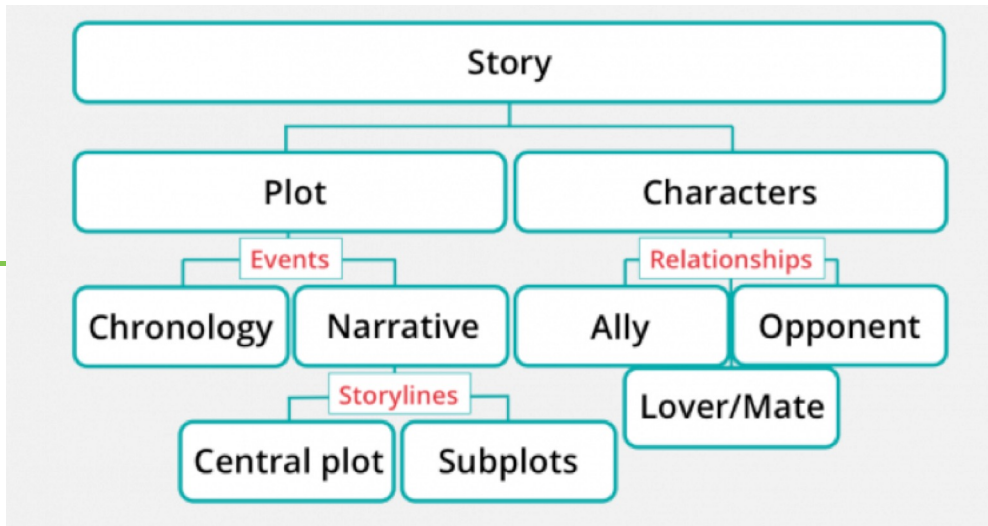 Story
Plot
Characters
Events
Relationships
Chronology
Narrative
Ally
Opponent
Storylines
Lover/Mate
Central plot
Subplots